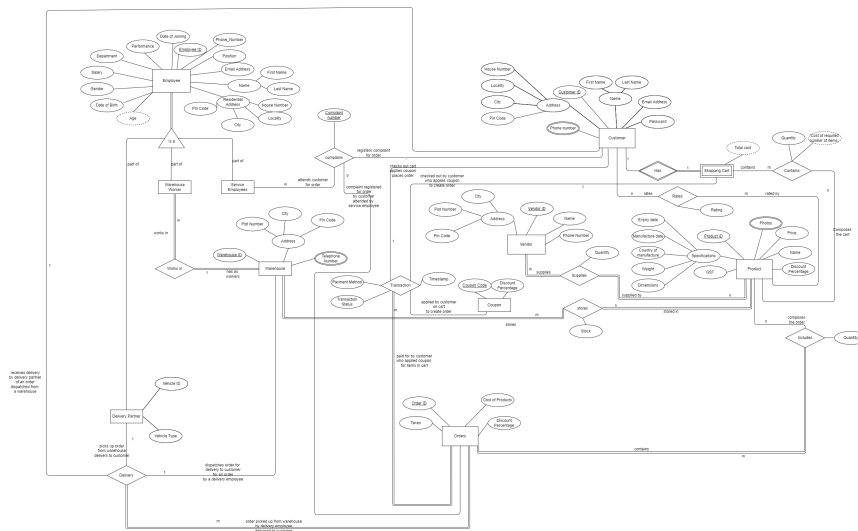 Date of Joining
Performance
Employee ID
Phone_Number
Department
Position
Employee
Email Address
Salary
First Name
Name
Last Name
Gender
Residential
Address
House Number
Date of Birth
Pin Code
Locality
Age
City
Is a
part of
part of
part of
Warehouse
Worker
Service
Employees
works in
Works in
has as
workers
1
Complaint
number
complains
registers complaint
for order
attends customer
for order
complaint registered
for order
by customer
attended by
service employee
City
Plot Number
Pin Code
Address
Warehouse ID
Warehouse
Telephone
Number
House Number
Locality
City
Pin Code
Address
Customer ID
First Name
Last Name
Name
Email Address
Password
Phone number
Customer
checks out cart
applies coupon
places order
checked out by customer
who applies coupon
to create order
Has
Total cost
Shopping Cart
contains
m
Quantity
Cost of required
number of items
Contains
Composes
the cart
rates
Rates
rated by
Rating
City
Plot Number
Address
Pin Code
Vendor ID
Name
Phone Number
Vendor
supplies
Quantity
Supplies
supplied by
Expiry date
Manufacture date
Country of
manufacture
Weight
Dimensions
Specifications
GST
Product ID
Photos
Price
Name
Discount
Percentage
Product
Payment Method
Transaction
Status
Transaction
Timestamp
Coupon Code
Discount
Percentage
Coupon
applied by customer
on cart
to create order
stores
stores
stored in
Stock
composes
the order
Includes
Quantity
paid for by customer
who applied coupon
for items in cart
receives delivery
by delivery partner
of an order
dispatched from
a warehouse
Vehicle ID
Delivery Partner
Vehicle Type
picks up order
from warehouse
delivers to customer
Delivery
dispatches order for
delivery to customer
for an order
by a delivery employee
Order ID
Cost of Products
Taxes
Discount
Percentage
Orders
contains
m
order picked up from warehouse
by delivery employee